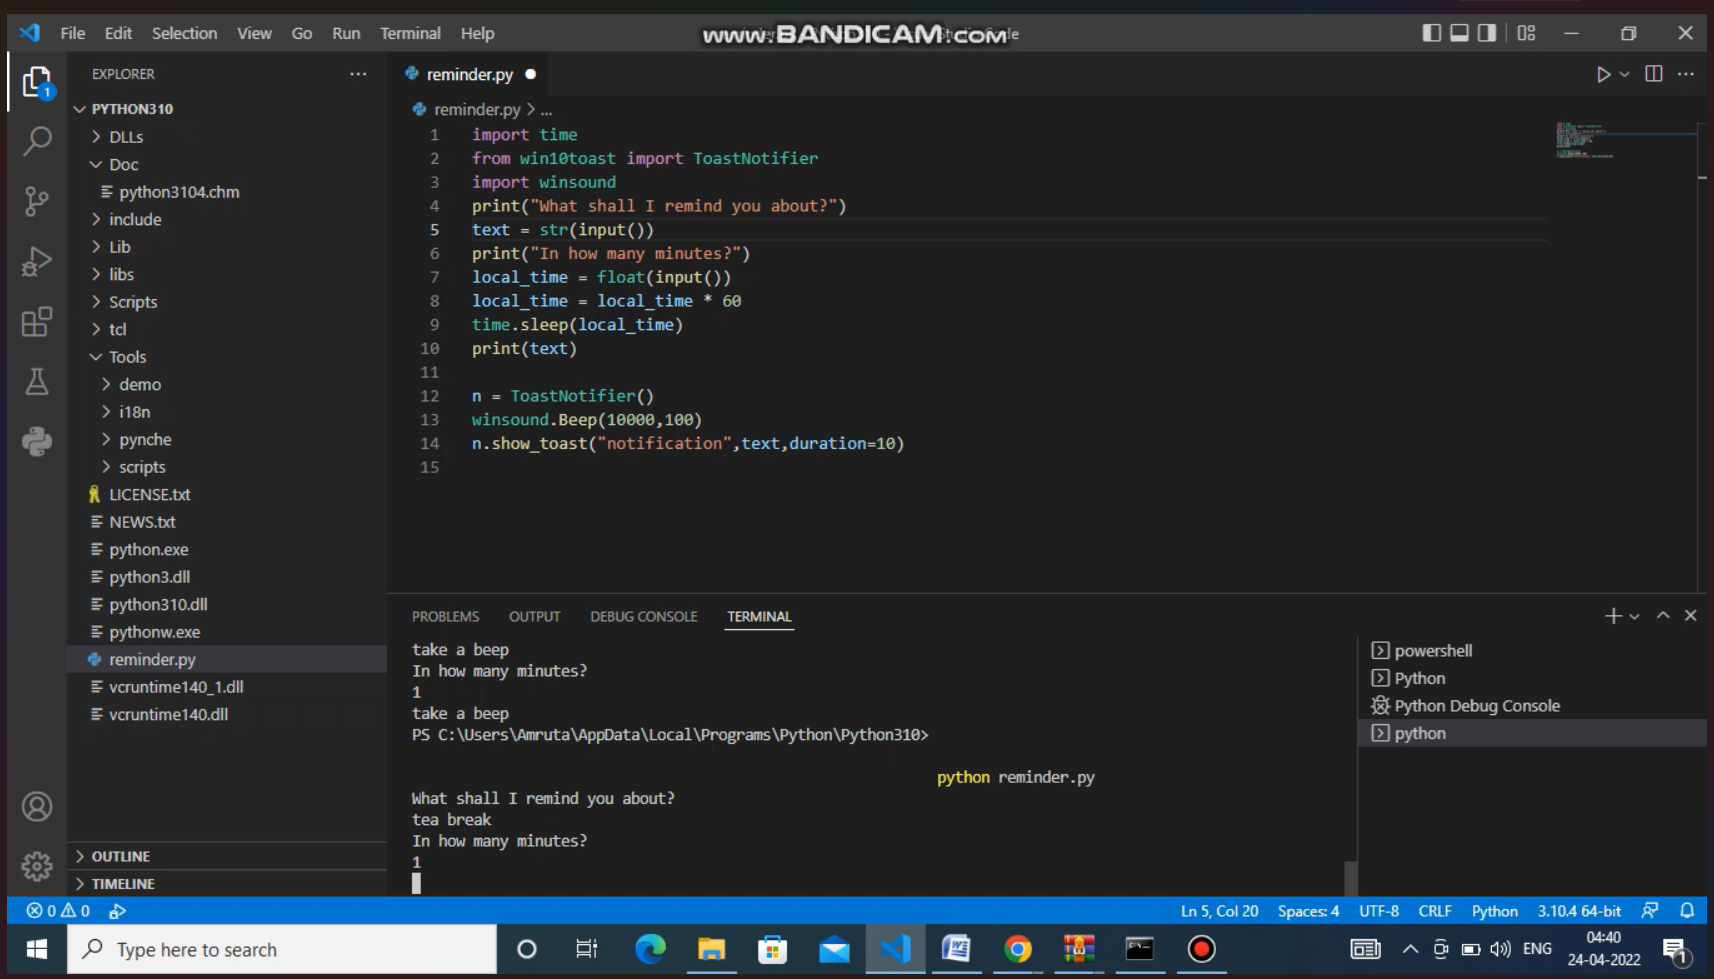 File Edit Selection View Go Run Terminal Help
www.BANDICAM.com
EXPLORER
PYTHON310
DLLs
Doc
python3104.chm
include
Lib
libs
Scripts
tcl
Tools
demo
i18n
pynche
scripts
LICENSE.txt
NEWS.txt
python.exe
python3.dll
python310.dll
pythonw.exe
reminder.py
vcruntime140_1.dll
vcruntime140.dll
OUTLINE
TIMELINE
reminder.py
reminder.py > ...
1 import time
2 from win10toast import ToastNotifier
3 import winsound
4 print("What shall I remind you about?")
5 text = str(input())
6 print("In how many minutes?")
7 local_time = float(input())
8 local_time = local_time * 60
9 time.sleep(local_time)
10 print(text)
11
12 n = ToastNotifier()
13 winsound.Beep(10000,100)
14 n.show_toast("notification",text,duration=10)
15
PROBLEMS OUTPUT DEBUG CONSOLE TERMINAL
take a beep
In how many minutes?
1
take a beep
PS C:\Users\Amruta\AppData\Local\Programs\Python\Python310>
python reminder.py
What shall I remind you about?
tea break
In how many minutes?
1
powershell
Python
Python Debug Console
python
0 0 Ln 5, Col 20 Spaces: 4 UTF-8 CRLF Python 3.10.4 64-bit
Type here to search
ENG
04:40
24-04-2022
1